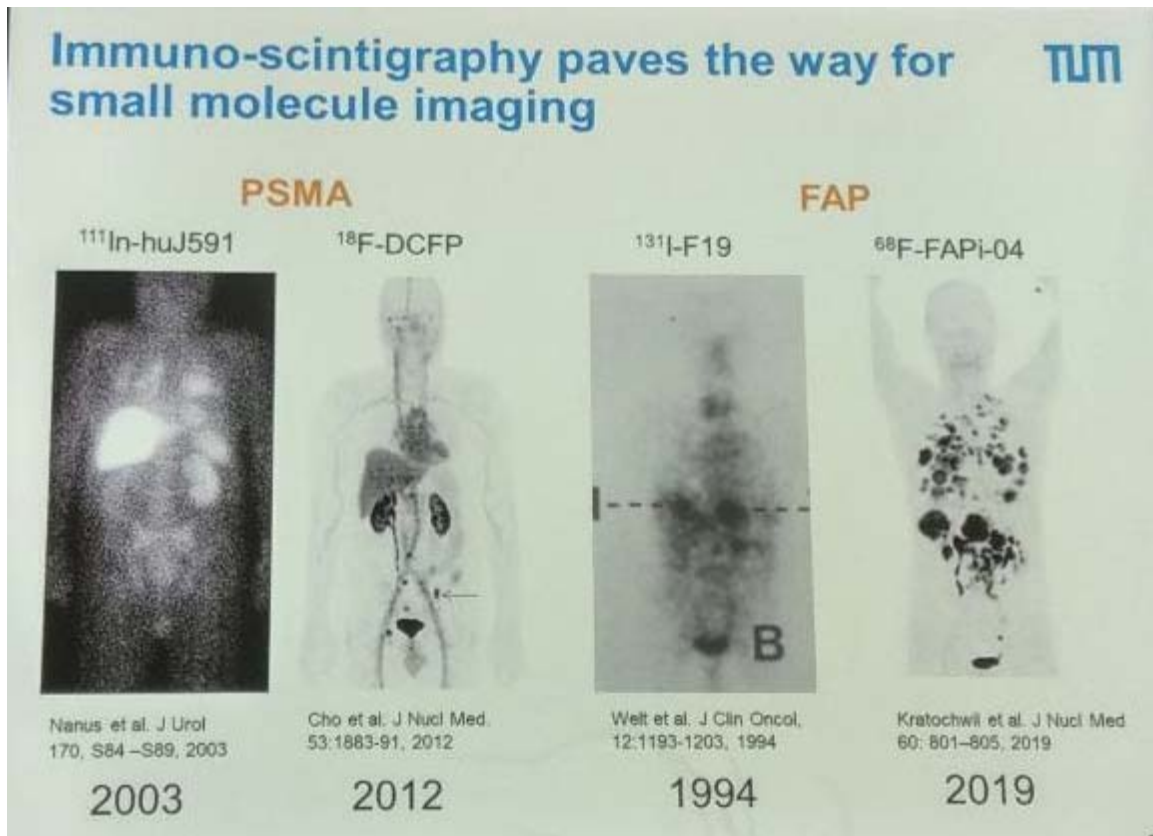 Immuno-scintigraphy paves the way for
small molecule imaging
TUM
PSMA
FAP
¹¹¹In-huJ591
¹⁸F-DCFP
¹³¹I-F19
⁶⁸F-FAPi-04
B
Nanus et al. J Urol
170, S84 –S89, 2003
Cho et al. J Nucl Med.
53:1883-91, 2012
Welt et al. J Clin Oncol,
12:1193-1203, 1994
Kratochwil et al. J Nucl Med
60: 801–805, 2019
2003
2012
1994
2019